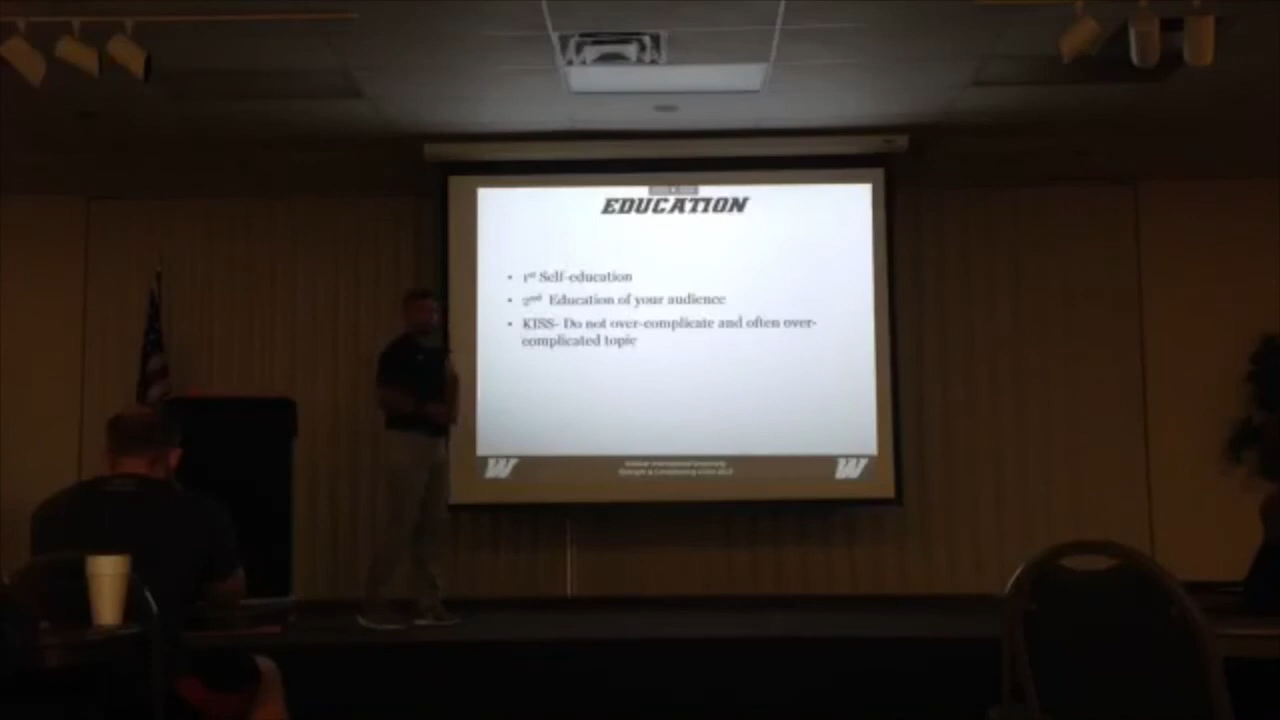 EDUCATION
• 1st Self-education
• 2nd Education of your audience
• KISS- Do not over-complicate and often over-
complicated topic
W W